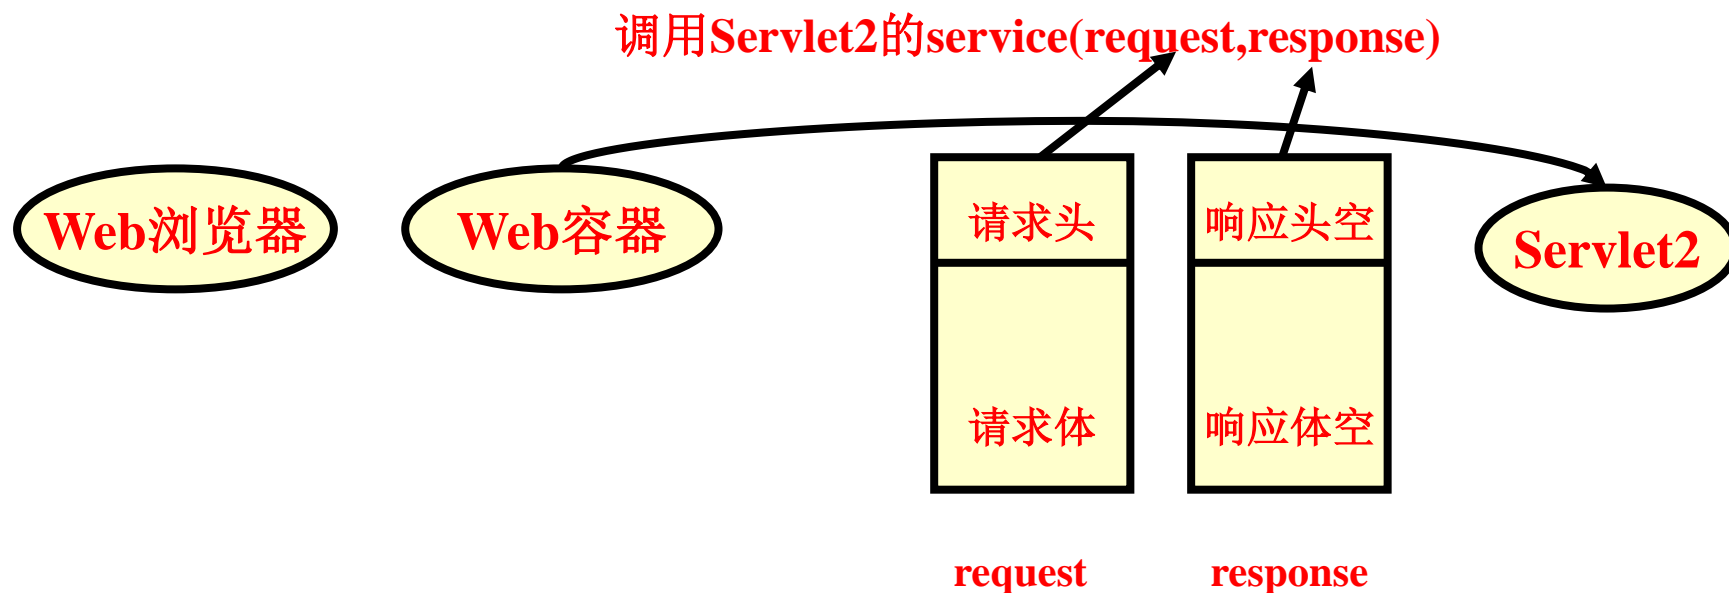 调用Servlet2的service(request,response)
Web浏览器
Web容器
请求头
响应头空
Servlet2
请求体
响应体空
request
response